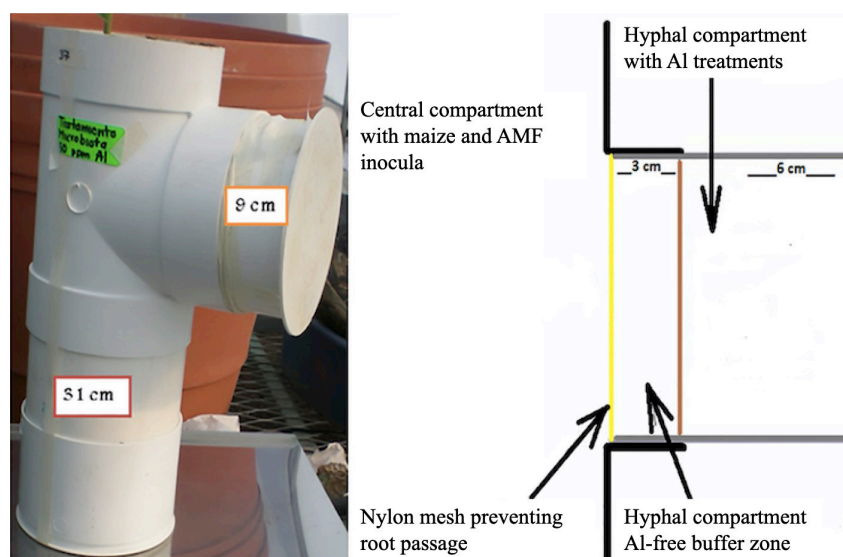 37
Tratamiento
Microbiota
50 ppm Al
9 cm
31 cm
Central compartment
with maize and AMF
inocula
Hyphal compartment
with Al treatments
3 cm
6 cm
Nylon mesh preventing
root passage
Hyphal compartment
Al-free buffer zone